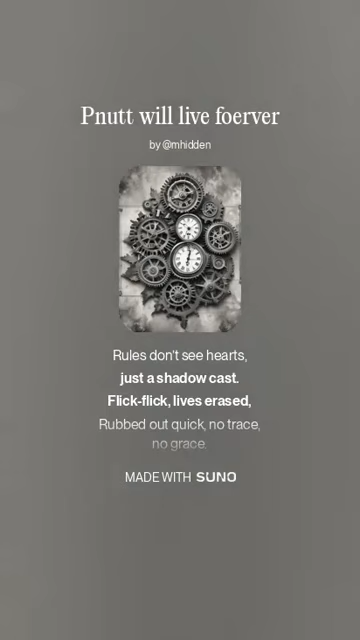 Pnutt will live foerver
by @mhidden
Rules don't see hearts,
just a shadow cast.
Flick-flick, lives erased,
Rubbed out quick, no trace,
no grace.
MADE WITH SUNO